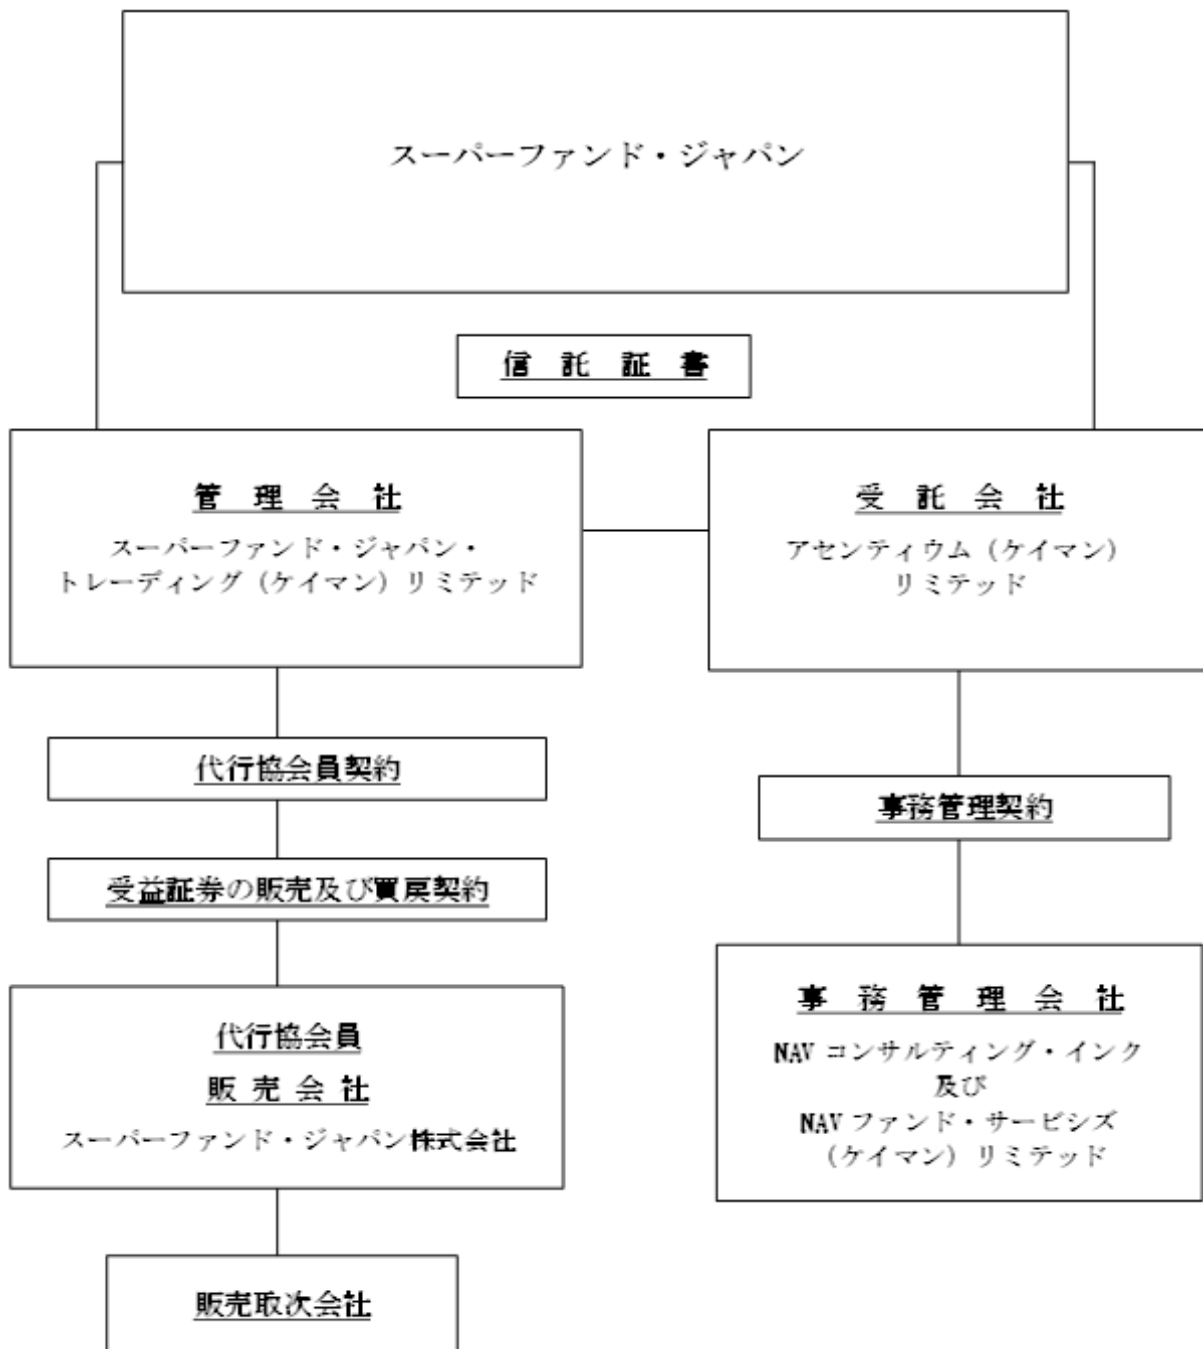 スーパーファンド・ジャパン
信託証書
管理会社
スーパーファンド・ジャパン・
トレーディング（ケイマン）リミテッド
受託会社
アセンティウム（ケイマン）
リミテッド
代行協会員契約
受益証券の販売及び買戻契約
事務管理契約
代行協会員
販売会社
スーパーファンド・ジャパン株式会社
事務管理会社
NAV コンサルティング・インク
及び
NAV ファンド・サービシズ
（ケイマン）リミテッド
販売取次会社